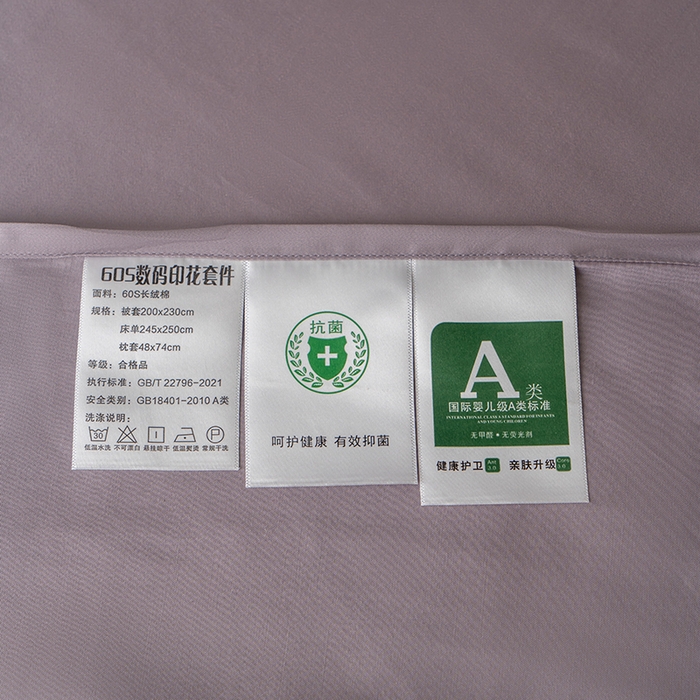 60S数码印花套件
面料：60S长绒棉
规格：被套200x230cm
床单245x250cm
枕套48x74cm
等级：合格品
执行标准：GB/T 22796-2021
安全类别：GB18401-2010 A类
洗涤说明：
30
P
低温水洗 不可漂白 悬挂晾干 低温熨烫 常规干洗
抗菌
呵护健康 有效抑菌
A类
国际婴儿级A类标准
INTERNATIONAL CLASS A STANDARD FOR INFANTS
AND YOUNG CHILDREN
无甲醛·无荧光剂
健康护卫 亲肤升级